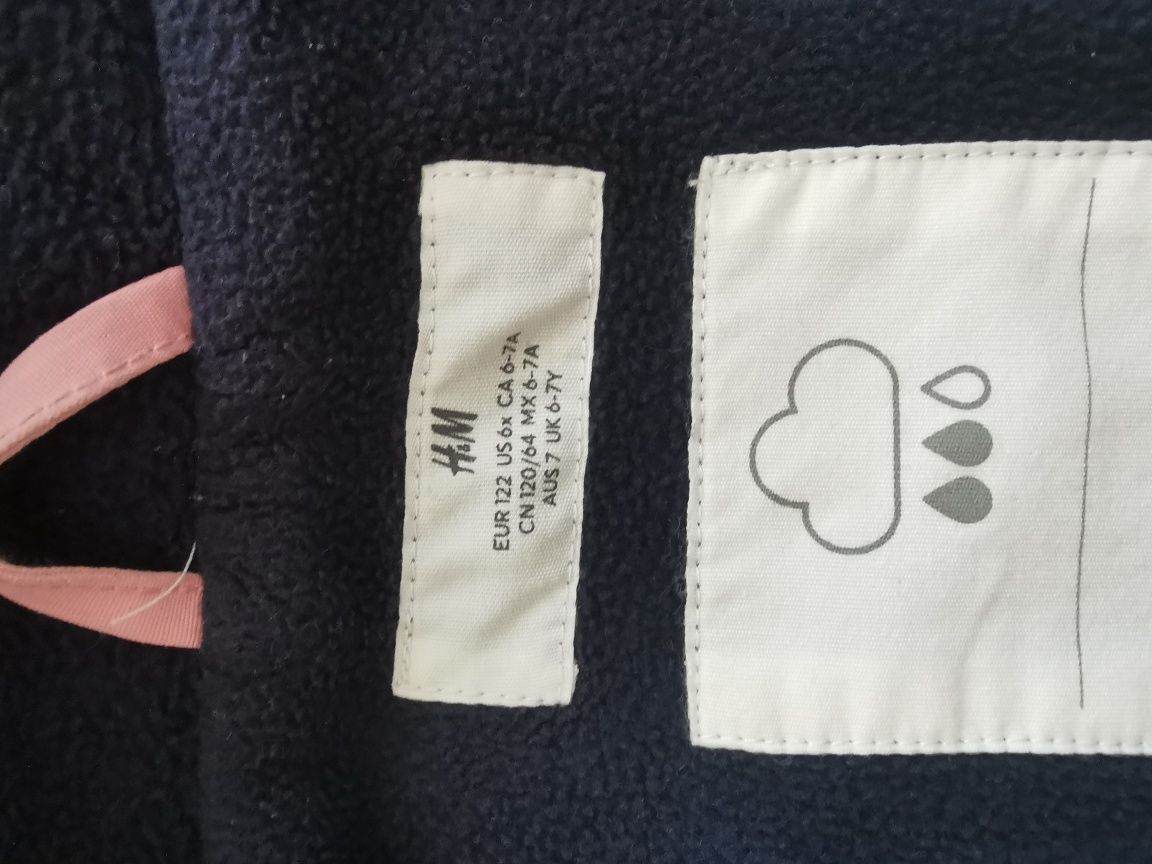 H&M
EUR 122 US 6x CA 6-7A
CN 120/64 MX 6-7A
AUS 7 UK 6-7Y